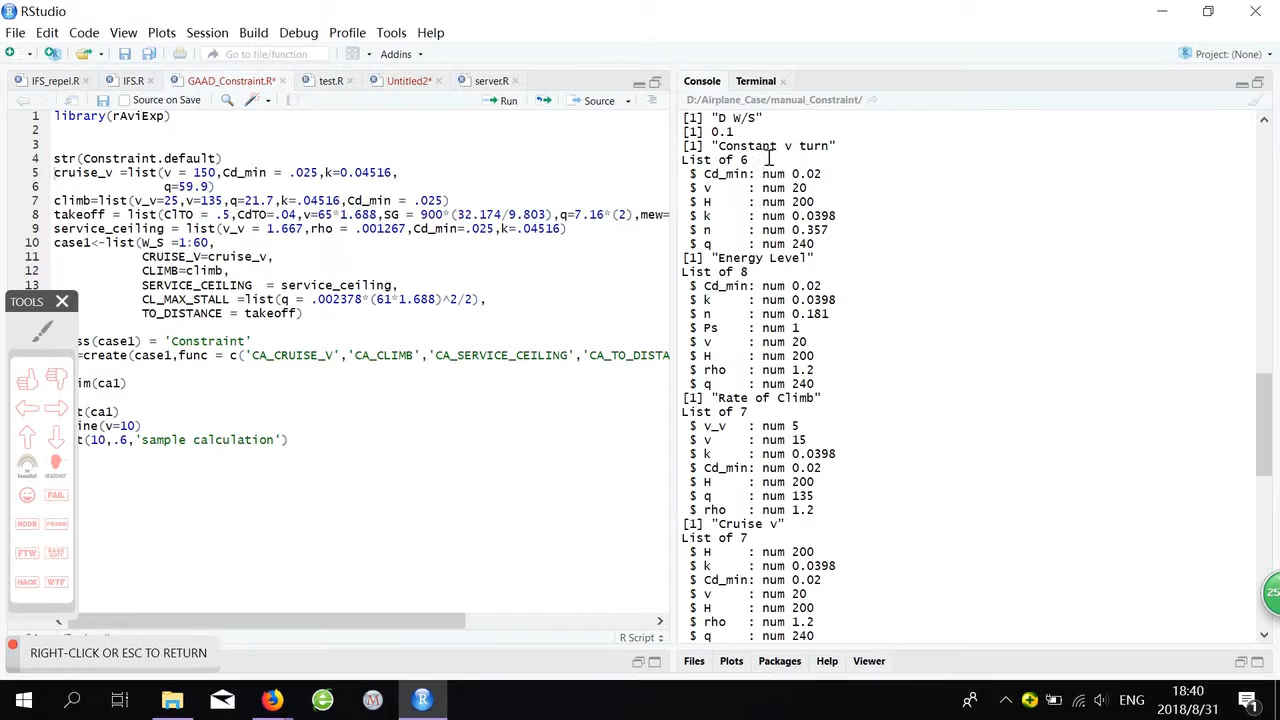 RStudio
File Edit Code View Plots Session Build Debug Profile Tools Help
Go to file/function Addins Project: (None)
IFS_repel.R IFS.R GAAD_Constraint.R* test.R Untitled2* server.R
Source on Save Run Source
1 library(rAviExp)
2
3
4 str(Constraint.default)
5 cruise_v =list(v = 150,Cd_min = .025,k=0.04516,
6 q=59.9)
7 climb=list(v_v=25,v=135,q=21.7,k=.04516,Cd_min = .025)
8 takeoff = list(ClTO = .5,CdTO=.04,v=65*1.688,SG = 900*(32.174/9.803),q=7.16*(2),mew=
9 service_ceiling = list(v_v = 1.667,rho = .001267,Cd_min=.025,k=.04516)
10 case1<-list(W_S =1:60,
11 CRUISE_V=cruise_v,
12 CLIMB=climb,
13 SERVICE_CEILING = service_ceiling,
CL_MAX_STALL =list(q = .002378*(61*1.688)^2/2),
TO_DISTANCE = takeoff)
ss(case1) = 'Constraint'
=create(case1,func = c('CA_CRUISE_V','CA_CLIMB','CA_SERVICE_CEILING','CA_TO_DISTA
im(ca1)
t(ca1)
ine(v=10)
t(10,.6,'sample calculation')
R Script
TOOLS
beautiful
HEADSHOT
FAIL
NOOB
PWNED
FTW
RAGE QUIT
HACK
WTF
RIGHT-CLICK OR ESC TO RETURN
Console Terminal
D:/Airplane_Case/manual_Constraint/
[1] "D W/S"
[1] 0.1
[1] "Constant v turn"
List of 6
$ Cd_min: num 0.02
$ v : num 20
$ H : num 200
$ k : num 0.0398
$ n : num 0.357
$ q : num 240
[1] "Energy Level"
List of 8
$ Cd_min: num 0.02
$ k : num 0.0398
$ n : num 0.181
$ Ps : num 1
$ v : num 20
$ H : num 200
$ rho : num 1.2
$ q : num 240
[1] "Rate of Climb"
List of 7
$ v_v : num 5
$ v : num 15
$ k : num 0.0398
$ Cd_min: num 0.02
$ H : num 200
$ q : num 135
$ rho : num 1.2
[1] "Cruise v"
List of 7
$ H : num 200
$ k : num 0.0398
$ Cd_min: num 0.02
$ v : num 20
$ H : num 200
$ rho : num 1.2
$ q : num 240
Files Plots Packages Help Viewer
25
ENG
18:40
2018/8/31